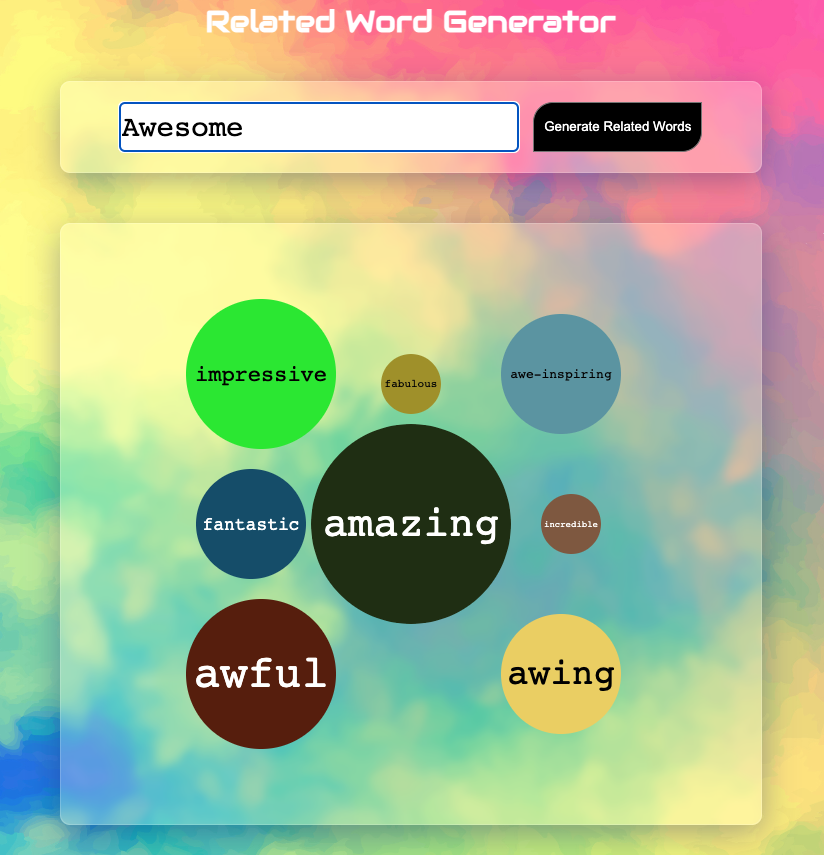 Related Word Generator
Awesome
Generate Related Words
impressive
fabulous
awe-inspiring
fantastic
amazing
incredible
awful
awing